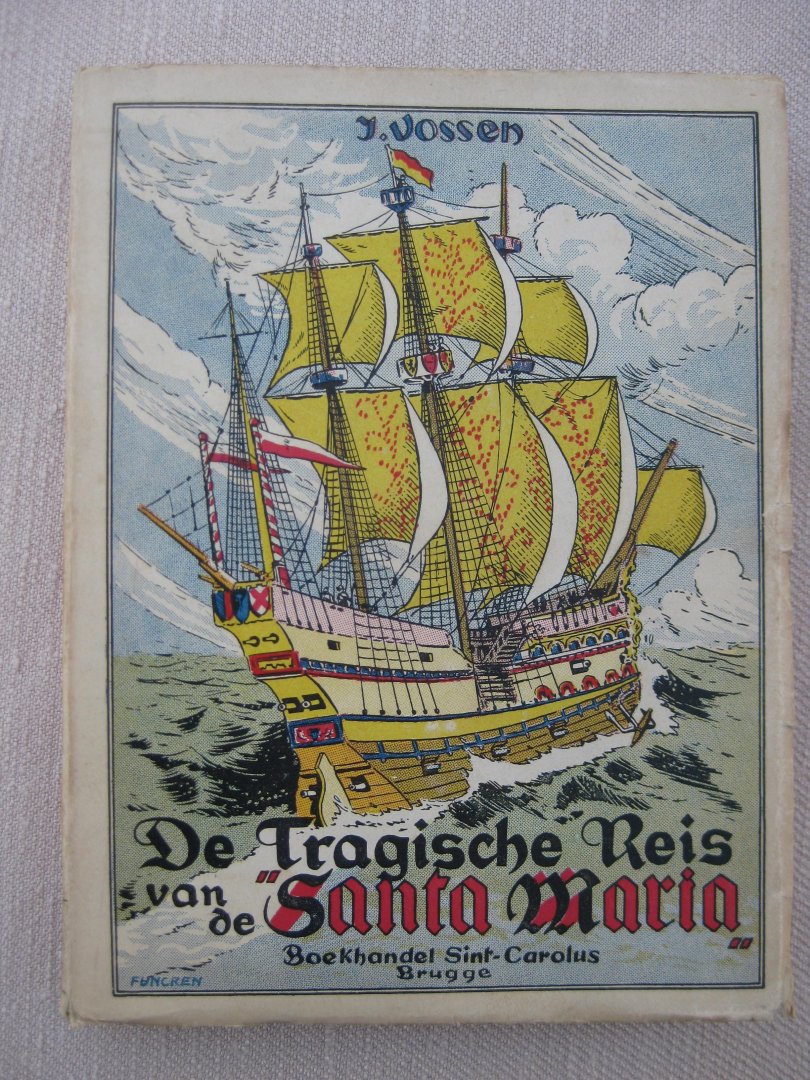 J. Vossen
De Tragische Reis
van de "Santa Maria"
Boekhandel Sint-Carolus
Brugge
FUNCKEN